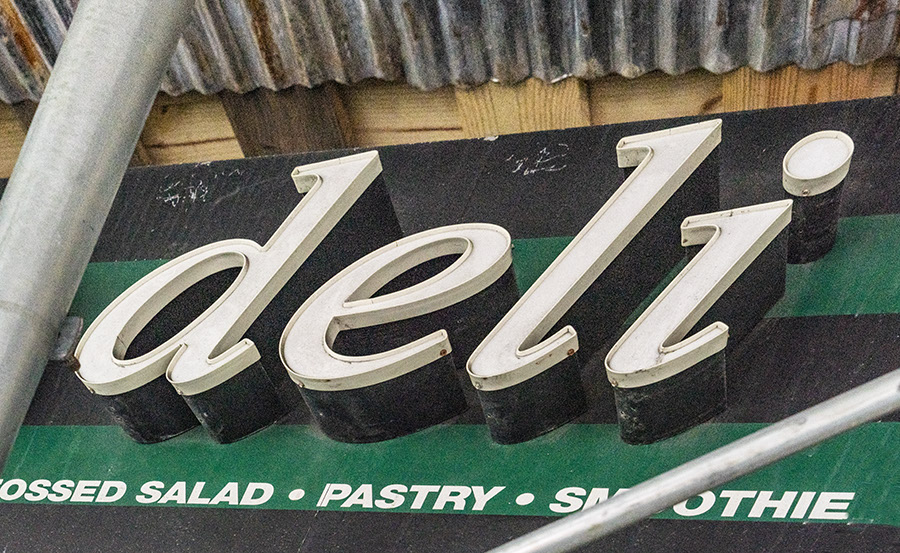 deli
OSSED SALAD • PASTRY • SMOOTHIE